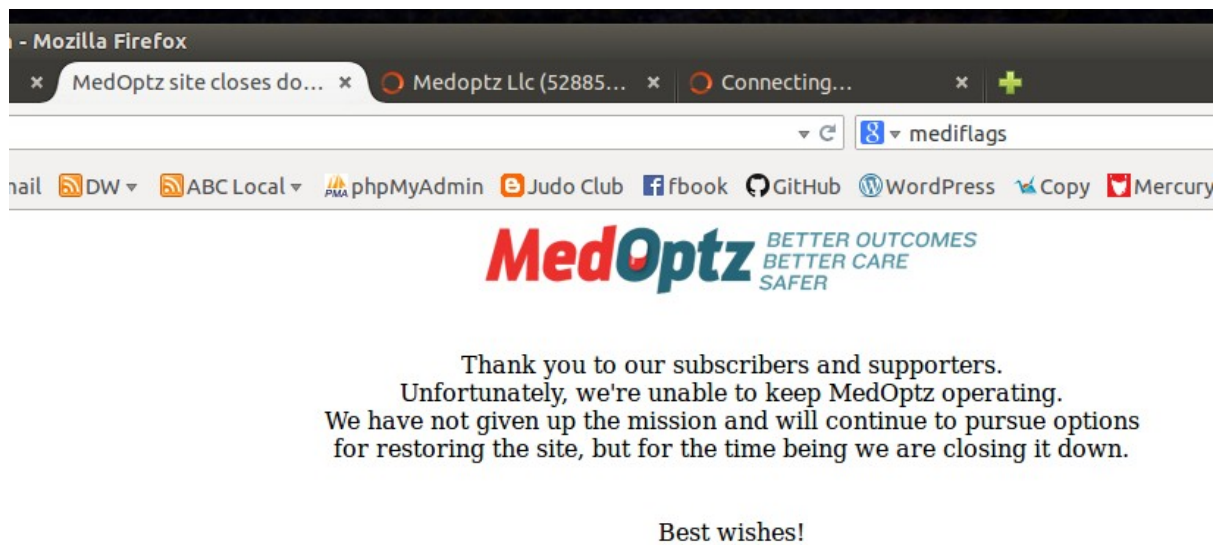 - Mozilla Firefox
MedOptz site closes do...
Medoptz Llc (52885...
Connecting...
mediflags
DW
ABC Local
phpMyAdmin
Judo Club
fbook
GitHub
WordPress
Copy
Mercury
MedOptz
BETTER OUTCOMES
BETTER CARE
SAFER
Thank you to our subscribers and supporters.
Unfortunately, we're unable to keep MedOptz operating.
We have not given up the mission and will continue to pursue options
for restoring the site, but for the time being we are closing it down.
Best wishes!